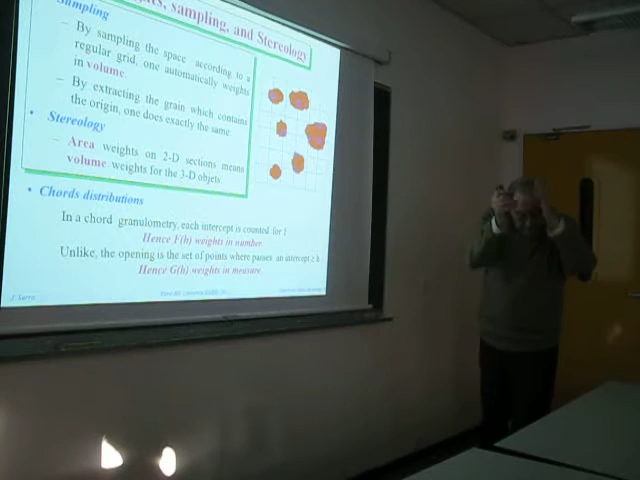 sampling, and Stereology
Sampling
– By sampling the space according to a
regular grid, one automatically weights
in volume.
– By extracting the grain which contains
the origin, one does exactly the same
• Stereology
– Area weights on 2-D sections means
volume weights for the 3-D objets.
• Chords distributions
In a chord granulometry, each intercept is counted for
Hence F(h) weights in number.
Unlike, the opening is the set of points where passes an intercept ≥ h
Hence G(h) weights in measure.
J. Serra